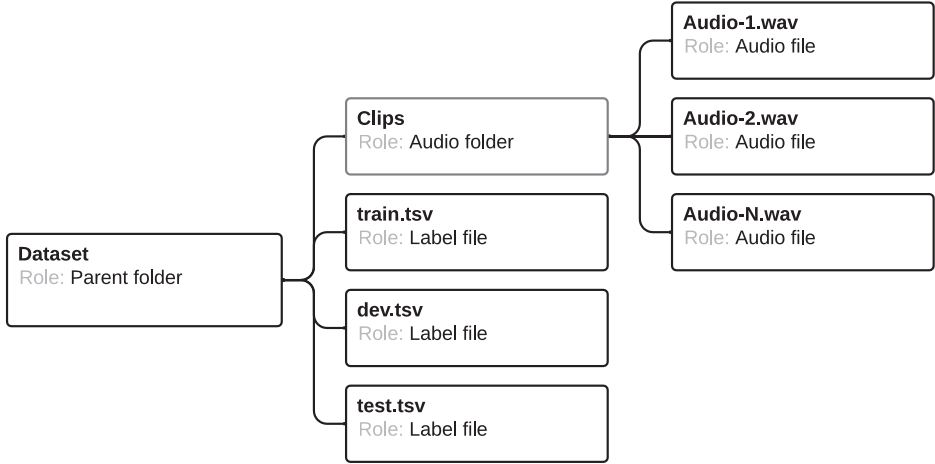 Dataset
Role: Parent folder
Clips
Role: Audio folder
train.tsv
Role: Label file
dev.tsv
Role: Label file
test.tsv
Role: Label file
Audio-1.wav
Role: Audio file
Audio-2.wav
Role: Audio file
Audio-N.wav
Role: Audio file